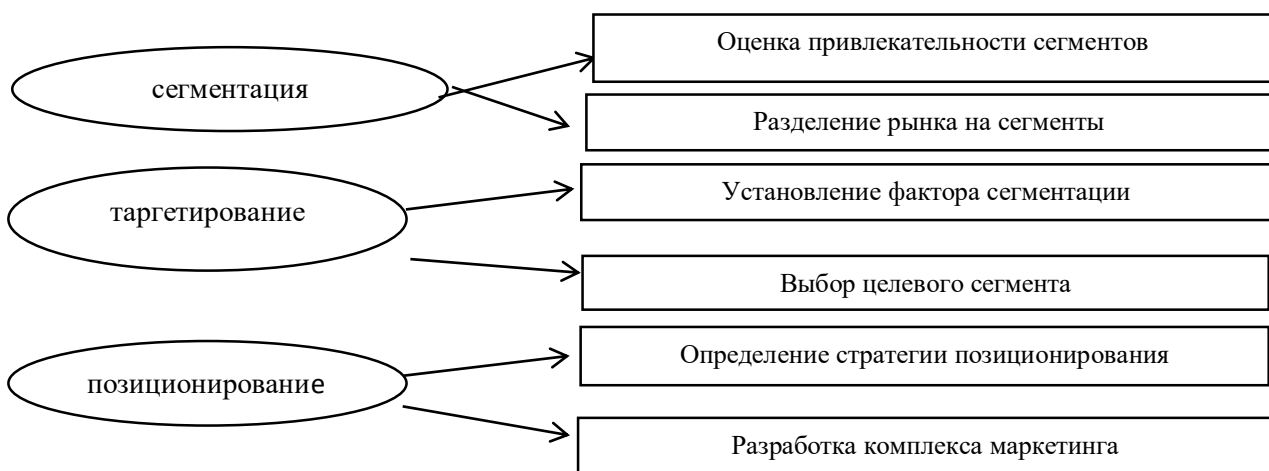 Оценка привлекательности сегментов
сегментация
Разделение рынка на сегменты
Установление фактора сегментации
таргетирование
Выбор целевого сегмента
Определение стратегии позиционирования
позиционирование
Разработка комплекса маркетинга